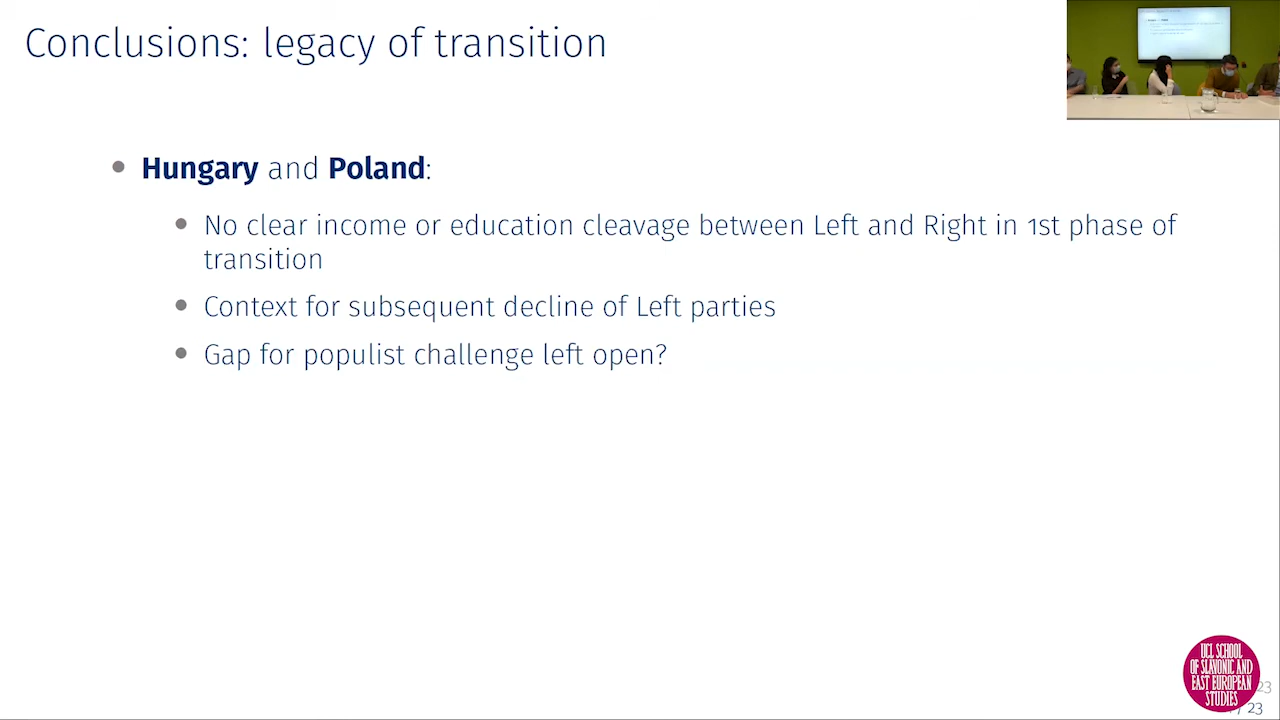 Conclusions: legacy of transition
Hungary and Poland:
No clear income or education cleavage between Left and Right in 1st phase of
transition
Context for subsequent decline of Left parties
Gap for populist challenge left open?
UCL SCHOOL
OF SLAVONIC AND
EAST EUROPEAN
STUDIES
23
/ 23